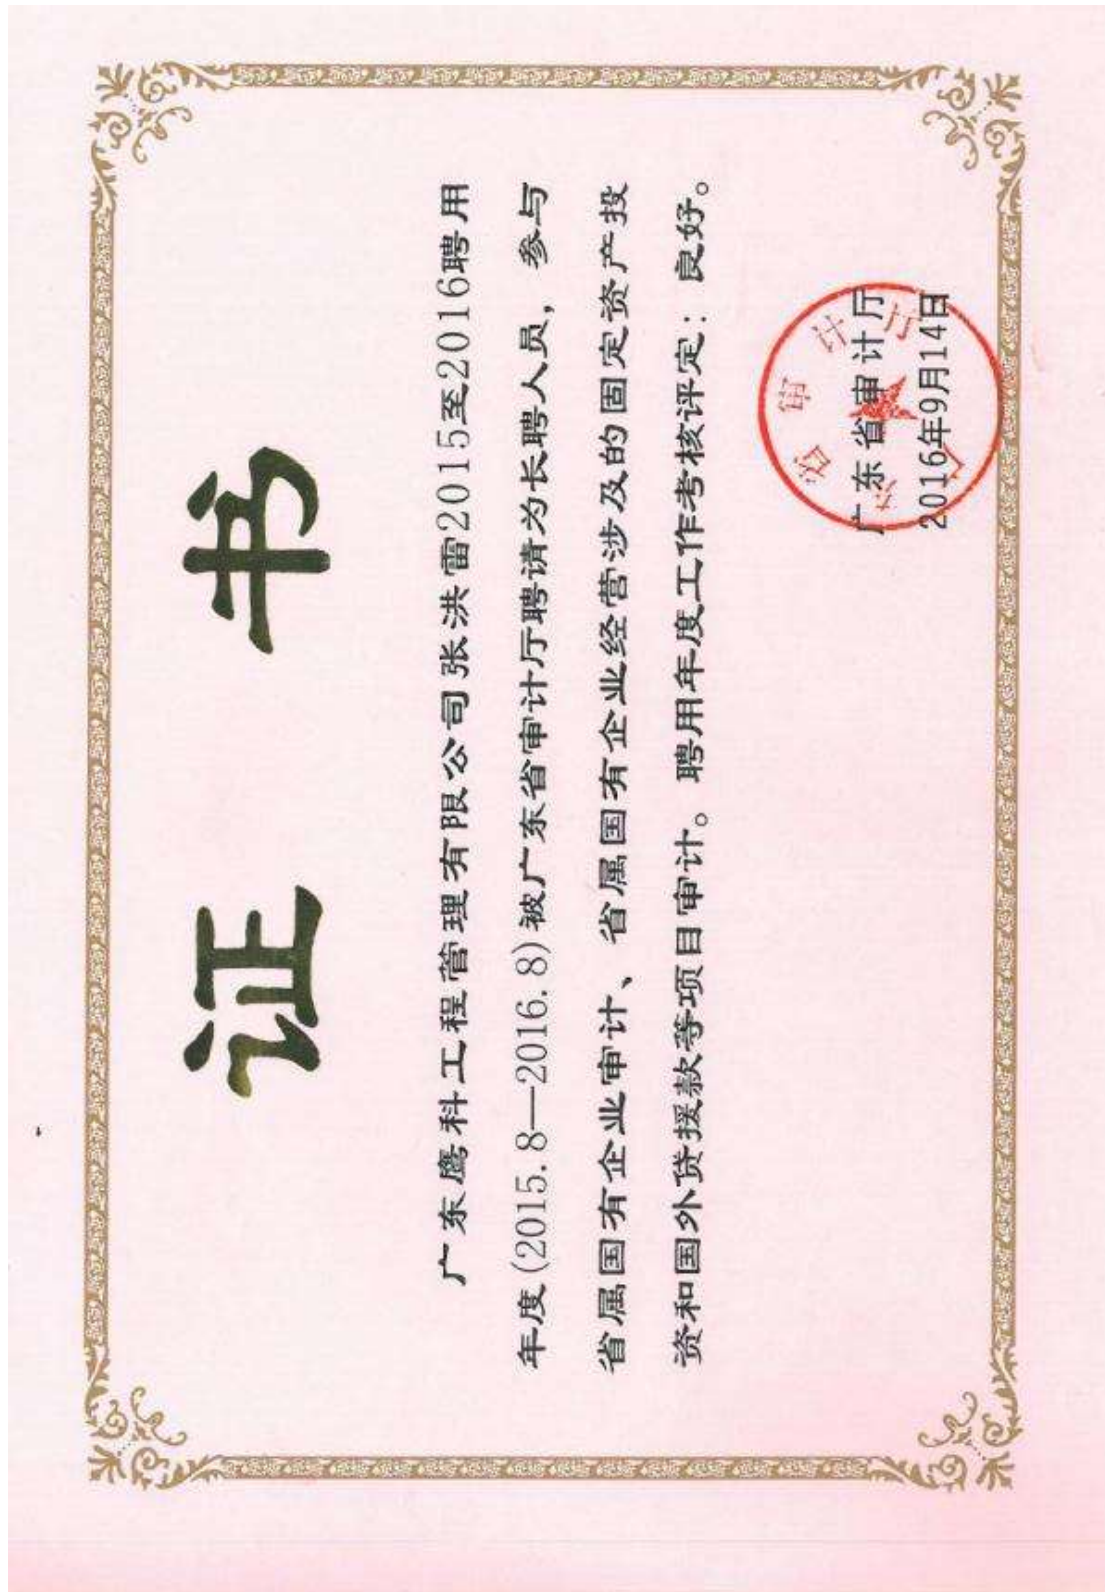 证 书
广东鹰科工程管理有限公司张洪雷2015至2016聘用
年度(2015.8—2016.8)被广东省审计厅聘请为长聘人员，参与
省属国有企业审计、省属国有企业经营涉及的固定资产投
资和国外贷援款等项目审计。聘用年度工作考核评定：良好。
广东省审计厅
2016年9月14日